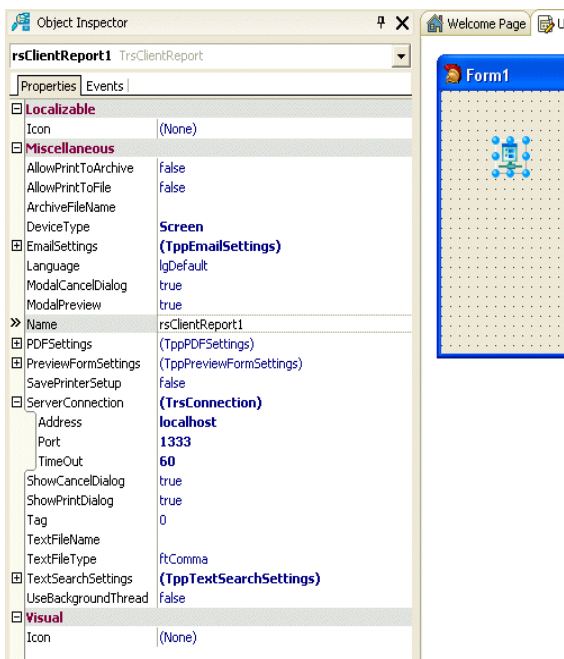 Object Inspector
Welcome Page
rsClientReport1 TrsClientReport
Properties Events
Form1
Localizable
Icon (None)
Miscellaneous
AllowPrintToArchive false
AllowPrintToFile false
ArchiveFileName
DeviceType Screen
EmailSettings (TppEmailSettings)
Language lgDefault
ModalCancelDialog true
ModalPreview true
Name rsClientReport1
PDFSettings (TppPDFSettings)
PreviewFormSettings (TppPreviewFormSettings)
SavePrinterSetup false
ServerConnection (TrsConnection)
Address localhost
Port 1333
TimeOut 60
ShowCancelDialog true
ShowPrintDialog true
Tag 0
TextFileName
TextFileType ftComma
TextSearchSettings (TppTextSearchSettings)
UseBackgroundThread false
Visual
Icon (None)